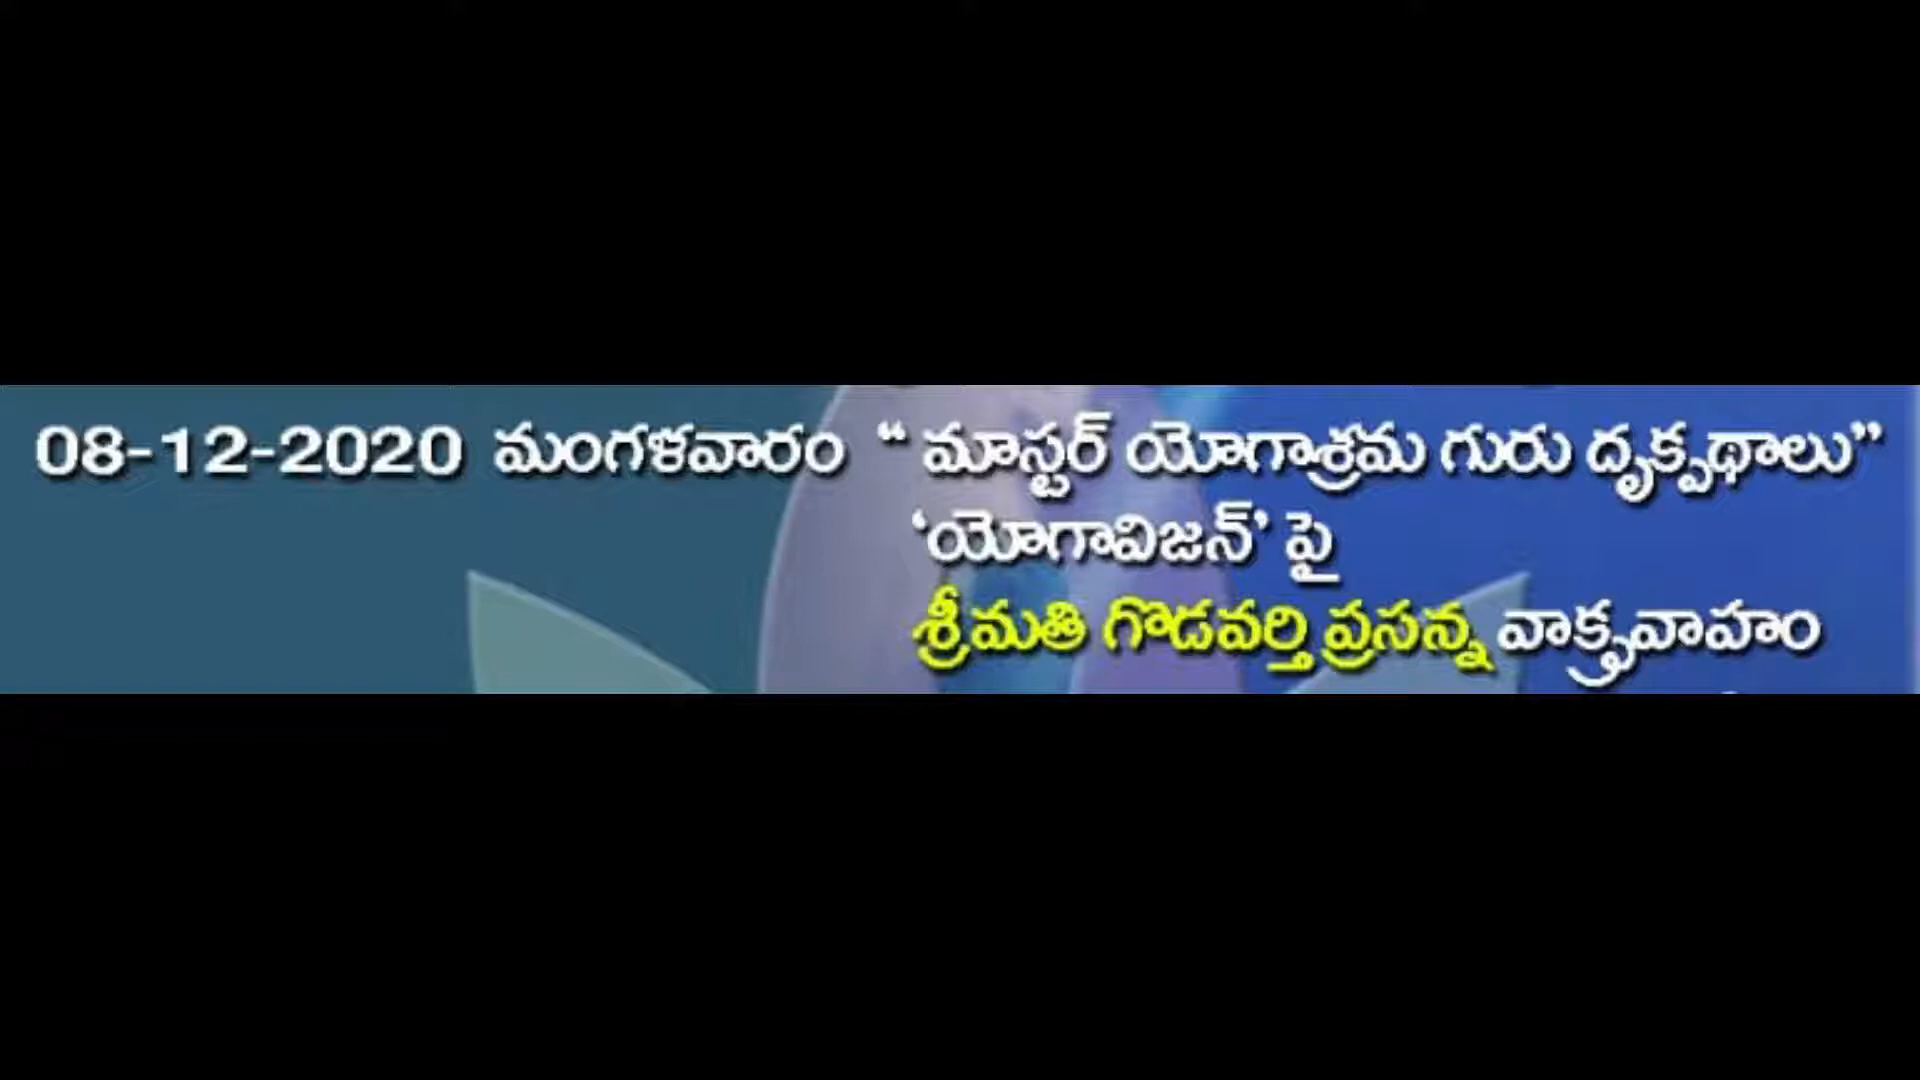 08-12-2020 మంగళవారం “ మాస్టర్ యోగాశ్రమ గురు దృక్పథాలు”
‘యోగావిజన్’ పై
శ్రీమతి గొడవర్తి ప్రసన్న వాక్ప్రవాహం